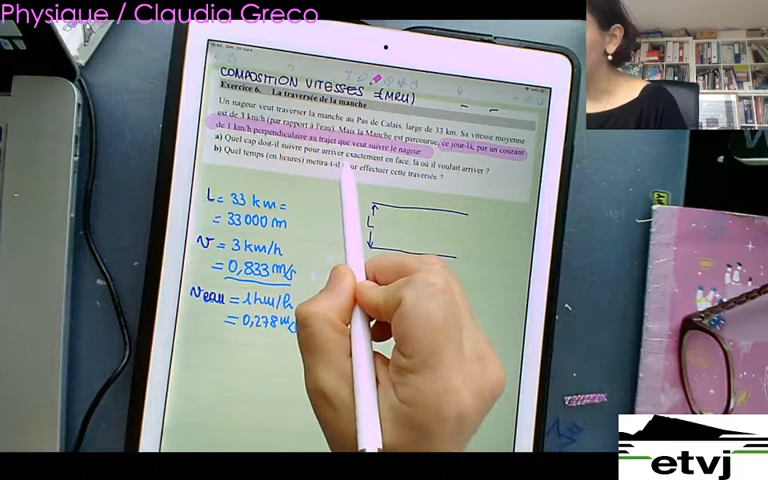 Physique / Claudia Greco
COMPOSITION VITESSES (MRU)
Exercice 6. La traversée de la manche
Un nageur veut traverser la manche au Pas de Calais, large de 33 km. Sa vitesse moyenne
est de 3 km/h (par rapport à l'eau). Mais la Manche est parcourue, ce jour-là, par un courant
de 1 km/h perpendiculaire au trajet que veut suivre le nageur.
a) Quel cap doit-il suivre pour arriver exactement en face, là où il voulait arriver ?
b) Quel temps (en heures) mettra-t-il pour effectuer cette traversée ?
L = 33 km =
= 33000 m
v = 3 km/h
= 0,833 m/s
v eau = 1 km/h
= 0,278 m/s
L
etvj